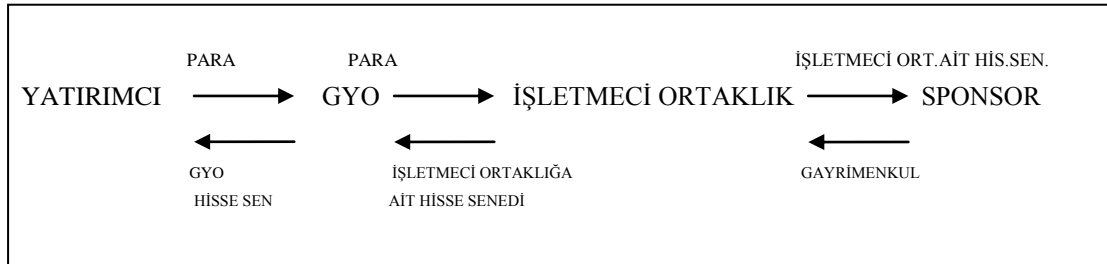 PARA PARA İŞLETMECİ ORT.AİT HİS.SEN.
YATIRIMCI GYO İŞLETMECİ ORTAKLIK SPONSOR
GYO İŞLETMECİ ORTAKLIĞA GAYRİMENKUL
HİSSE SEN AİT HİSSE SENEDİ